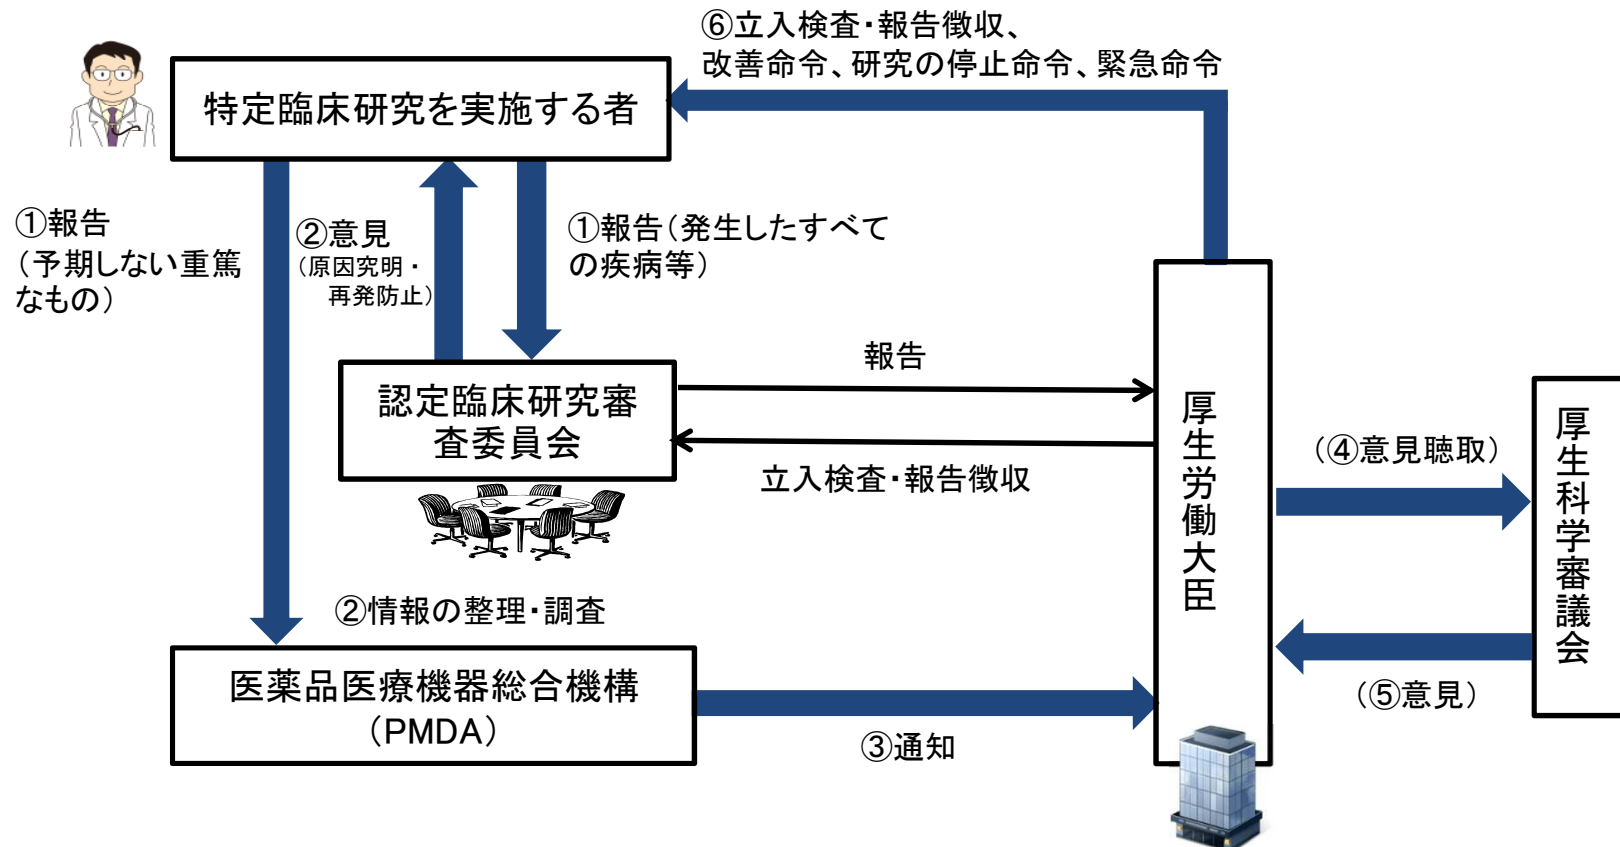 ⑥立入検査・報告徴収、
改善命令、研究の停止命令、緊急命令
特定臨床研究を実施する者
①報告
（予期しない重篤
なもの）
②意見
（原因究明・
再発防止）
①報告（発生したすべて
の疾病等）
認定臨床研究審
査委員会
報告
立入検査・報告徴収
厚生労働大臣
（④意見聴取）
厚生科学審議会
（⑤意見）
②情報の整理・調査
医薬品医療機器総合機構
（PMDA）
③通知